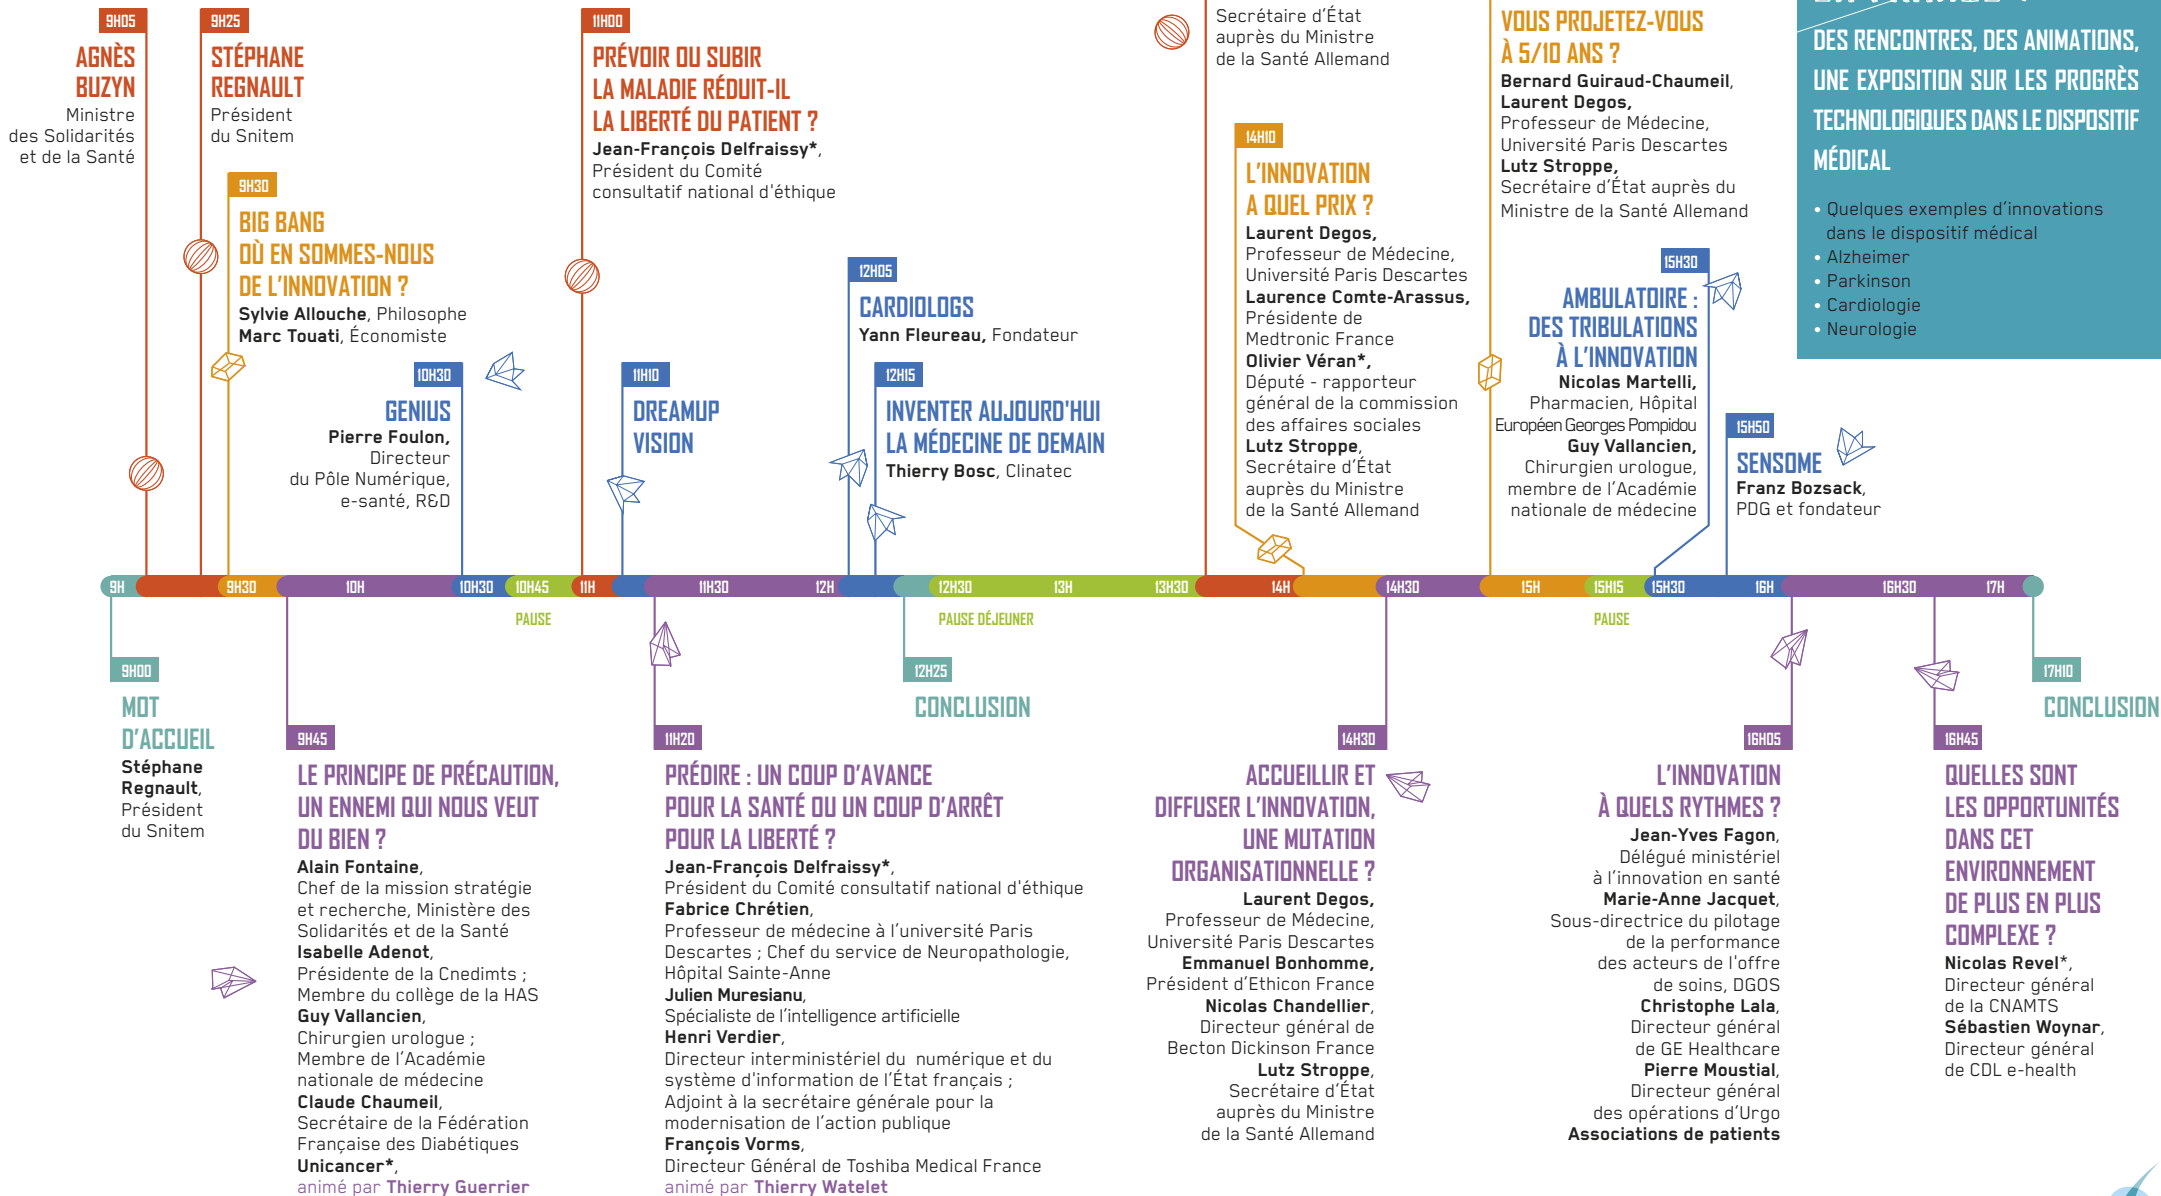 9H05
AGNÈS
BUZYN
Ministre
des Solidarités
et de la Santé
9H25
STÉPHANE
REGNAULT
Président
du Snitem
9H30
BIG BANG
OÙ EN SOMMES-NOUS
DE L'INNOVATION ?
Sylvie Allouche, Philosophe
Marc Touati, Économiste
10H30
GENIUS
Pierre Foulon,
Directeur
du Pôle Numérique,
e-santé, R&D
11H00
PRÉVOIR OU SUBIR
LA MALADIE RÉDUIT-IL
LA LIBERTÉ DU PATIENT ?
Jean-François Delfraissy*,
Président du Comité
consultatif national d'éthique
11H10
DREAMUP
VISION
12H05
CARDIOLOGS
Yann Fleureau, Fondateur
12H15
INVENTER AUJOURD'HUI
LA MÉDECINE DE DEMAIN
Thierry Bosc, Clinatec
Secrétaire d'État
auprès du Ministre
de la Santé Allemand
14H10
L'INNOVATION
A QUEL PRIX ?
Laurent Degos,
Professeur de Médecine,
Université Paris Descartes
Laurence Comte-Arassus,
Présidente de
Medtronic France
Olivier Véran*,
Député - rapporteur
général de la commission
des affaires sociales
Lutz Stroppe,
Secrétaire d'État
auprès du Ministre
de la Santé Allemand
VOUS PROJETEZ-VOUS
À 5/10 ANS ?
Bernard Guiraud-Chaumeil,
Laurent Degos,
Professeur de Médecine,
Université Paris Descartes
Lutz Stroppe,
Secrétaire d'État auprès du
Ministre de la Santé Allemand
15H30
AMBULATOIRE :
DES TRIBULATIONS
À L'INNOVATION
Nicolas Martelli,
Pharmacien, Hôpital
Européen Georges Pompidou
Guy Vallancien,
Chirurgien urologue,
membre de l'Académie
nationale de médecine
15H50
SENSOME
Franz Bozsack,
PDG et fondateur
DES RENCONTRES, DES ANIMATIONS,
UNE EXPOSITION SUR LES PROGRÈS
TECHNOLOGIQUES DANS LE DISPOSITIF
MÉDICAL
• Quelques exemples d'innovations
dans le dispositif médical
• Alzheimer
• Parkinson
• Cardiologie
• Neurologie
9H 9H30 10H 10H30 10H45 11H 11H30 12H 12H30 13H 13H30 14H 14H30 15H 15H15 15H30 16H 16H30 17H
PAUSE
PAUSE DÉJEUNER
PAUSE
9H00
MOT
D'ACCUEIL
Stéphane
Regnault,
Président
du Snitem
9H45
LE PRINCIPE DE PRÉCAUTION,
UN ENNEMI QUI NOUS VEUT
DU BIEN ?
Alain Fontaine,
Chef de la mission stratégie
et recherche, Ministère des
Solidarités et de la Santé
Isabelle Adenot,
Présidente de la Cnedimts ;
Membre du collège de la HAS
Guy Vallancien,
Chirurgien urologue ;
Membre de l'Académie
nationale de médecine
Claude Chaumeil,
Secrétaire de la Fédération
Française des Diabétiques
Unicancer*,
animé par Thierry Guerrier
11H20
PRÉDIRE : UN COUP D'AVANCE
POUR LA SANTÉ OU UN COUP D'ARRÊT
POUR LA LIBERTÉ ?
Jean-François Delfraissy*,
Président du Comité consultatif national d'éthique
Fabrice Chrétien,
Professeur de médecine à l'université Paris
Descartes ; Chef du service de Neuropathologie,
Hôpital Sainte-Anne
Julien Muresianu,
Spécialiste de l'intelligence artificielle
Henri Verdier,
Directeur interministériel du numérique et du
système d'information de l'État français ;
Adjoint à la secrétaire générale pour la
modernisation de l'action publique
François Vorms,
Directeur Général de Toshiba Medical France
animé par Thierry Watelet
12H25
CONCLUSION
14H30
ACCUEILLIR ET
DIFFUSER L'INNOVATION,
UNE MUTATION
ORGANISATIONNELLE ?
Laurent Degos,
Professeur de Médecine,
Université Paris Descartes
Emmanuel Bonhomme,
Président d'Ethicon France
Nicolas Chandellier,
Directeur général de
Becton Dickinson France
Lutz Stroppe,
Secrétaire d'État
auprès du Ministre
de la Santé Allemand
16H05
L'INNOVATION
À QUELS RYTHMES ?
Jean-Yves Fagon,
Délégué ministériel
à l'innovation en santé
Marie-Anne Jacquet,
Sous-directrice du pilotage
de la performance
des acteurs de l'offre
de soins, DGOS
Christophe Lala,
Directeur général
de GE Healthcare
Pierre Moustial,
Directeur général
des opérations d'Urgo
Associations de patients
16H45
QUELLES SONT
LES OPPORTUNITÉS
DANS CET
ENVIRONNEMENT
DE PLUS EN PLUS
COMPLEXE ?
Nicolas Revel*,
Directeur général
de la CNAMTS
Sébastien Woynar,
Directeur général
de CDL e-health
17H10
CONCLUSION